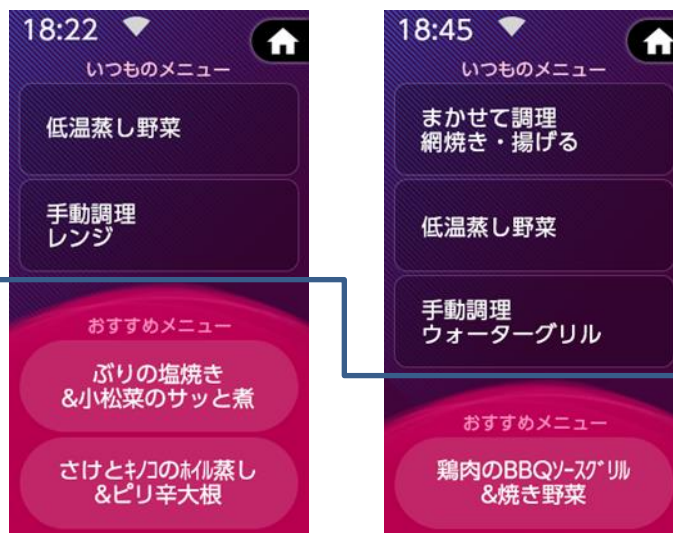 18:22
いつものメニュー
低温蒸し野菜
手動調理
レンジ
おすすめメニュー
ぶりの塩焼き
&小松菜のサッと煮
さけとｷﾉｺのﾎｲﾙ蒸し
&ピリ辛大根
18:45
いつものメニュー
まかせて調理
網焼き・揚げる
低温蒸し野菜
手動調理
ウォーターグリル
おすすめメニュー
鶏肉のBBQｿｰｽｸﾞﾘﾙ
&焼き野菜